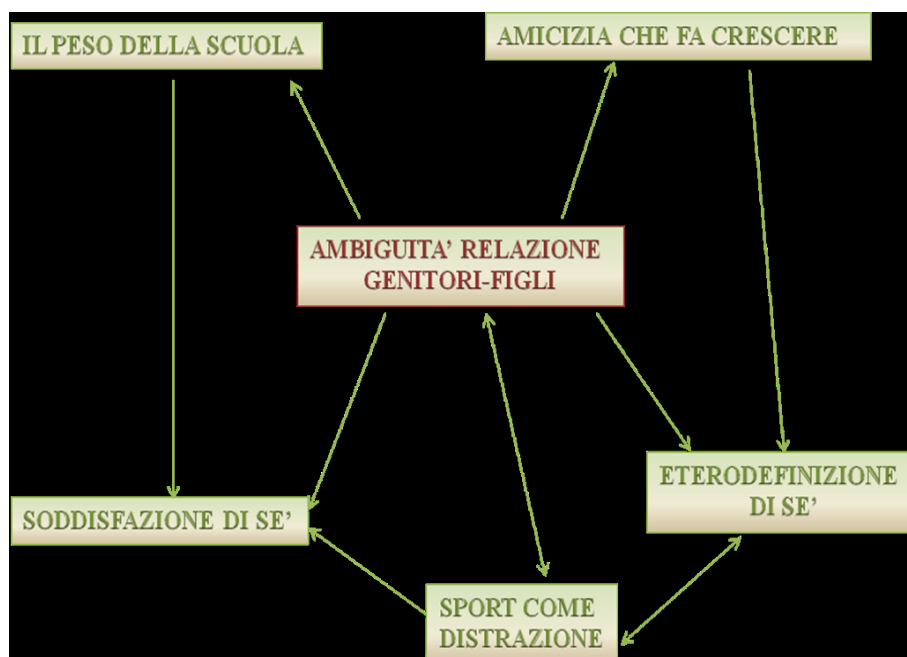 IL PESO DELLA SCUOLA
AMICIZIA CHE FA CRESCERE
AMBIGUITA’ RELAZIONE
GENITORI-FIGLI
ETERODEFINIZIONE
DI SE’
SODDISFAZIONE DI SE’
SPORT COME
DISTRAZIONE